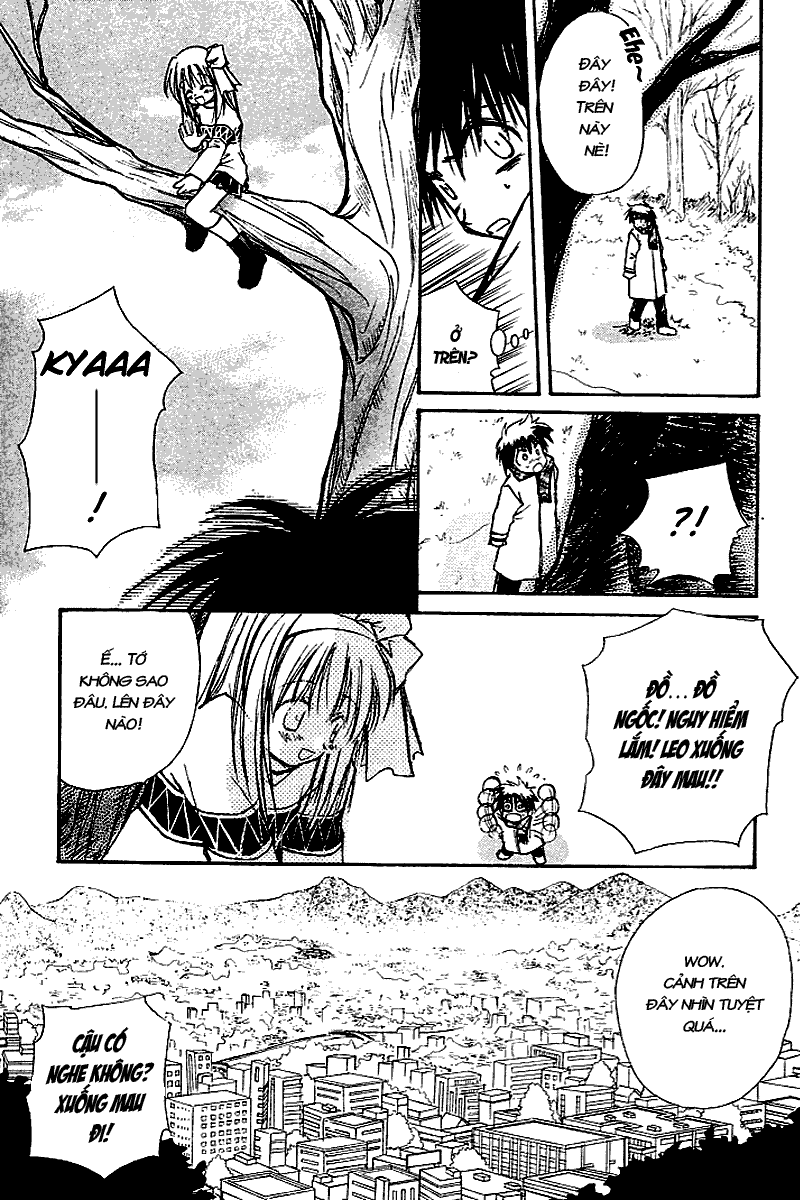 Ehe~
ĐÂY
ĐÂY!
TRÊN
NÀY
NÈ!
Ở
TRÊN?
KYAAA
!
?!
ĐỒ... ĐỒ
NGỐC! NGUY HIỂM
LẮM! LEO XUỐNG
ĐÂY MAU!!
Ế... TỚ
KHÔNG SAO
ĐÂU. LÊN ĐÂY
NÀO!
WOW.
CẢNH TRÊN
ĐÂY NHÌN TUYỆT
QUÁ...
CẬU CÓ
NGHE KHÔNG?
XUỐNG MAU
ĐI!